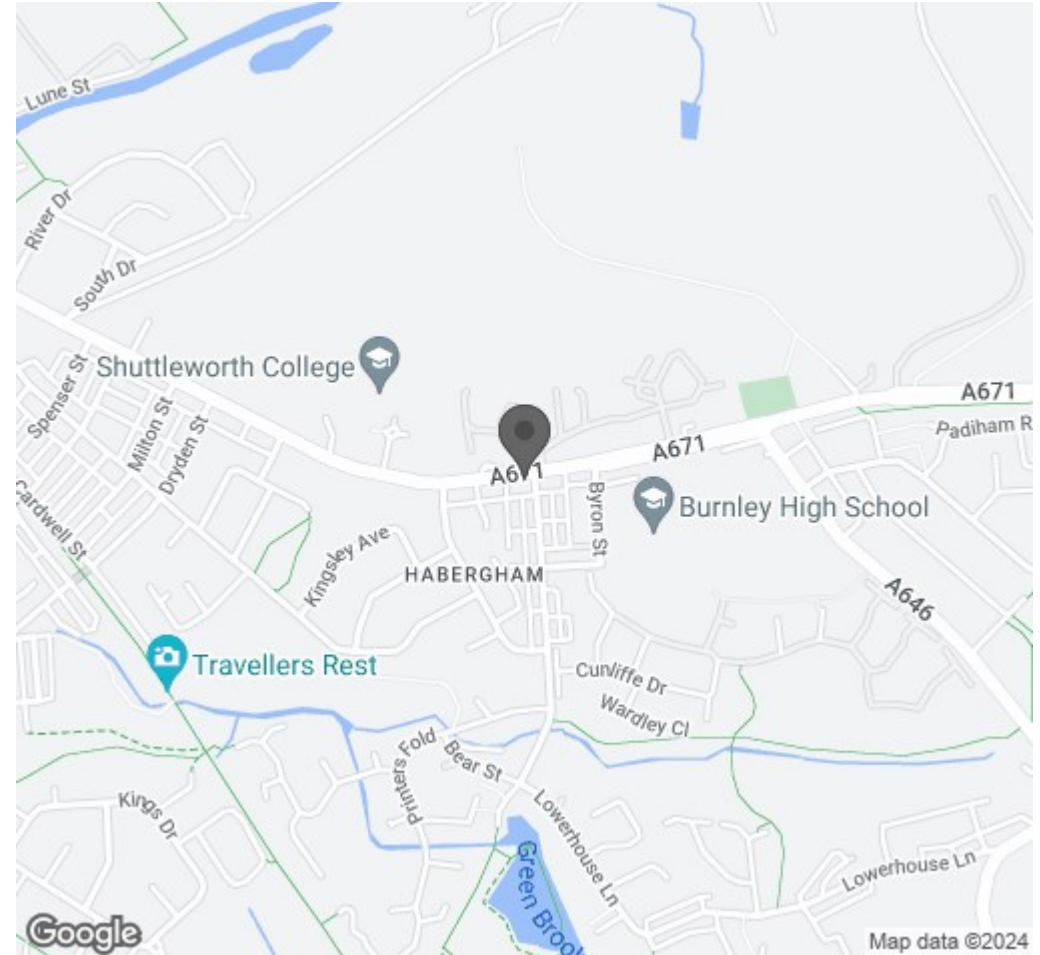 Lune St
River Dr
South Dr
Shuttleworth College
Spenser St
Milton St
Dryden St
Cardwell St
A671
A671
A671
Padiham R
Byron St
Burnley High School
Kingsley Ave
HABERGHAM
A646
Travellers Rest
Cunliffe Dr
Wardley Cl
Printers Fold
Bear St
Kings Dr
Lowerhouse Ln
Lowerhouse Ln
Green Brook
Google
Map data ©2024